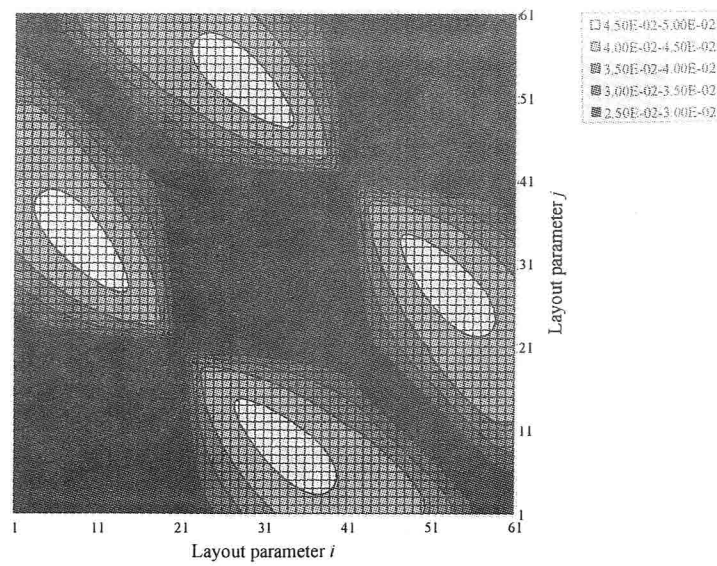 61
51
41
31
21
11
1
Layout parameter j
1 11 21 31 41 51 61
Layout parameter i
4.50E-02-5.00E-02
4.00E-02-4.50E-02
3.50E-02-4.00E-02
3.00E-02-3.50E-02
2.50E-02-3.00E-02